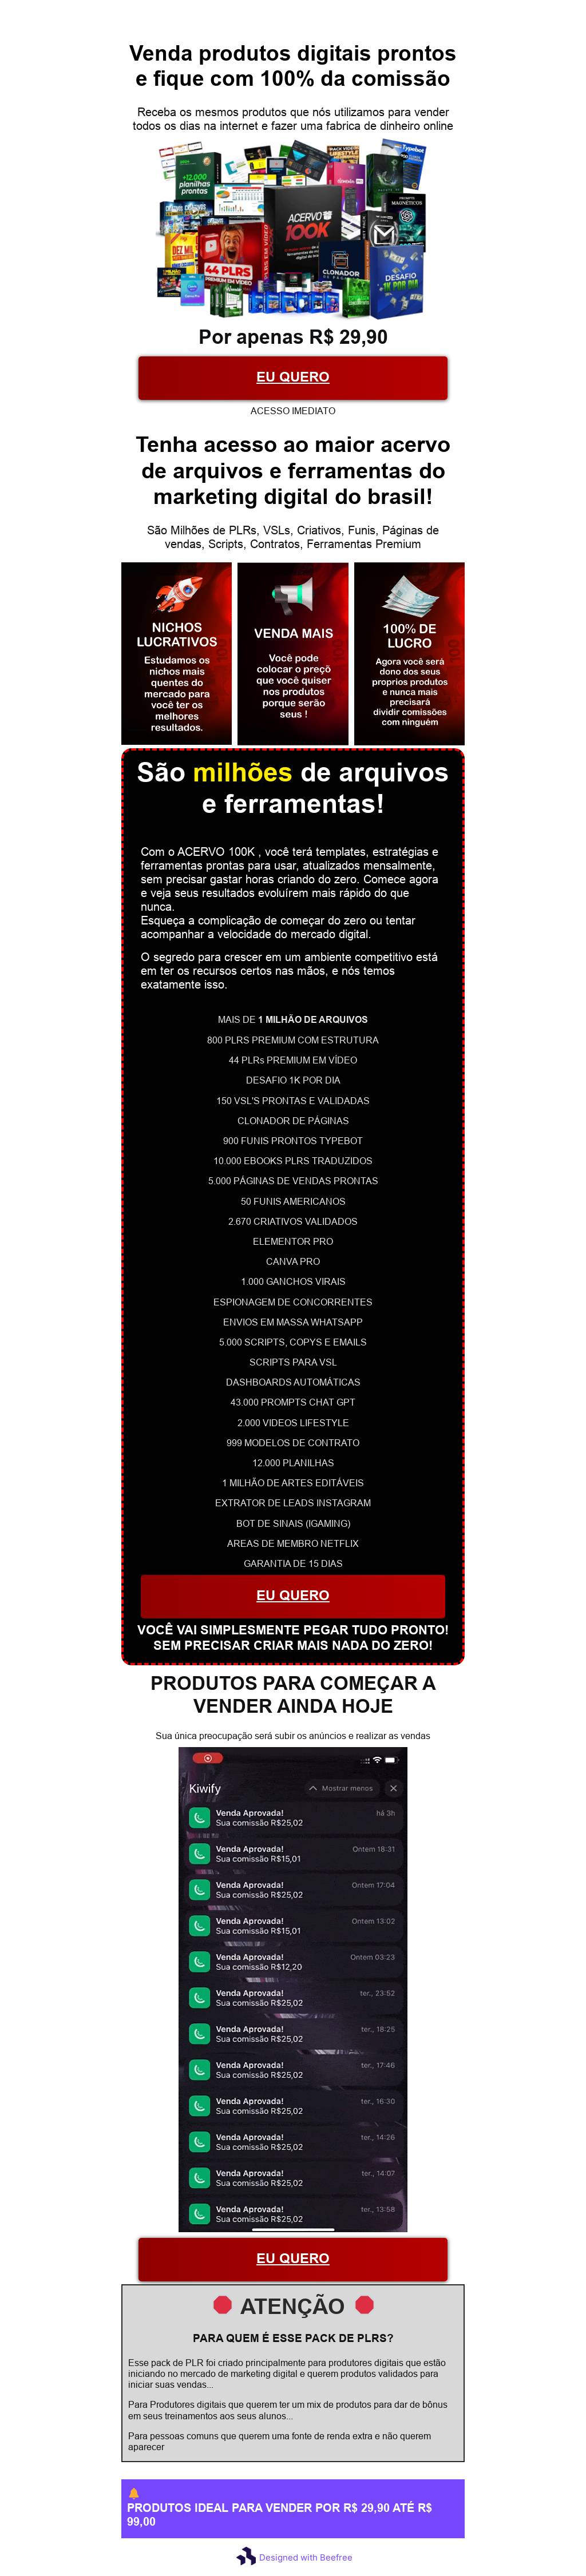 Venda produtos digitais prontos
e fique com 100% da comissão
Receba os mesmos produtos que nós utilizamos para vender
todos os dias na internet e fazer uma fabrica de dinheiro online
+12.000
planilhas
prontas
PACK VIDEO
LIFESTYLE
Typebot
ACERVO
100K
MAGNÉTICOS
DEZ MIL
44 PLRS
PREMIUM EM VÍDEO
CLONADOR
DE PÁGINAS
DESAFIO
1K POR DIA
Por apenas R$ 29,90
EU QUERO
ACESSO IMEDIATO
Tenha acesso ao maior acervo
de arquivos e ferramentas do
marketing digital do brasil!
São Milhões de PLRs, VSLs, Criativos, Funis, Páginas de
vendas, Scripts, Contratos, Ferramentas Premium
NICHOS
LUCRATIVOS
Estudamos os
nichos mais
quentes do
mercado para
você ter os
melhores
resultados.
VENDA MAIS
Você pode
colocar o preçõ
que você quiser
nos produtos
porque serão
seus !
100% DE
LUCRO
Agora você será
dono dos seus
proprios produtos
e nunca mais
precisará
dividir comissões
com ninguém
São milhões de arquivos
e ferramentas!
Com o ACERVO 100K , você terá templates, estratégias e
ferramentas prontas para usar, atualizados mensalmente,
sem precisar gastar horas criando do zero. Comece agora
e veja seus resultados evoluírem mais rápido do que
nunca.
Esqueça a complicação de começar do zero ou tentar
acompanhar a velocidade do mercado digital.
O segredo para crescer em um ambiente competitivo está
em ter os recursos certos nas mãos, e nós temos
exatamente isso.
MAIS DE 1 MILHÃO DE ARQUIVOS
800 PLRS PREMIUM COM ESTRUTURA
44 PLRs PREMIUM EM VÍDEO
DESAFIO 1K POR DIA
150 VSL'S PRONTAS E VALIDADAS
CLONADOR DE PÁGINAS
900 FUNIS PRONTOS TYPEBOT
10.000 EBOOKS PLRS TRADUZIDOS
5.000 PÁGINAS DE VENDAS PRONTAS
50 FUNIS AMERICANOS
2.670 CRIATIVOS VALIDADOS
ELEMENTOR PRO
CANVA PRO
1.000 GANCHOS VIRAIS
ESPIONAGEM DE CONCORRENTES
ENVIOS EM MASSA WHATSAPP
5.000 SCRIPTS, COPYS E EMAILS
SCRIPTS PARA VSL
DASHBOARDS AUTOMÁTICAS
43.000 PROMPTS CHAT GPT
2.000 VIDEOS LIFESTYLE
999 MODELOS DE CONTRATO
12.000 PLANILHAS
1 MILHÃO DE ARTES EDITÁVEIS
EXTRATOR DE LEADS INSTAGRAM
BOT DE SINAIS (IGAMING)
AREAS DE MEMBRO NETFLIX
GARANTIA DE 15 DIAS
EU QUERO
VOCÊ VAI SIMPLESMENTE PEGAR TUDO PRONTO!
SEM PRECISAR CRIAR MAIS NADA DO ZERO!
PRODUTOS PARA COMEÇAR A
VENDER AINDA HOJE
Sua única preocupação será subir os anúncios e realizar as vendas
Kiwify
Mostrar menos
Venda Aprovada! há 3h
Sua comissão R$25,02
Venda Aprovada! Ontem 18:31
Sua comissão R$15,01
Venda Aprovada! Ontem 17:04
Sua comissão R$25,02
Venda Aprovada! Ontem 13:02
Sua comissão R$15,01
Venda Aprovada! Ontem 03:23
Sua comissão R$12,20
Venda Aprovada! ter., 23:52
Sua comissão R$25,02
Venda Aprovada! ter., 18:25
Sua comissão R$25,02
Venda Aprovada! ter., 17:46
Sua comissão R$25,02
Venda Aprovada! ter., 16:30
Sua comissão R$25,02
Venda Aprovada! ter., 14:26
Sua comissão R$25,02
Venda Aprovada! ter., 14:07
Sua comissão R$25,02
Venda Aprovada! ter., 13:58
Sua comissão R$25,02
EU QUERO
ATENÇÃO
PARA QUEM É ESSE PACK DE PLRS?
Esse pack de PLR foi criado principalmente para produtores digitais que estão
iniciando no mercado de marketing digital e querem produtos validados para
iniciar suas vendas...
Para Produtores digitais que querem ter um mix de produtos para dar de bônus
em seus treinamentos aos seus alunos...
Para pessoas comuns que querem uma fonte de renda extra e não querem
aparecer
PRODUTOS IDEAL PARA VENDER POR R$ 29,90 ATÉ R$
99,00
Designed with Beefree